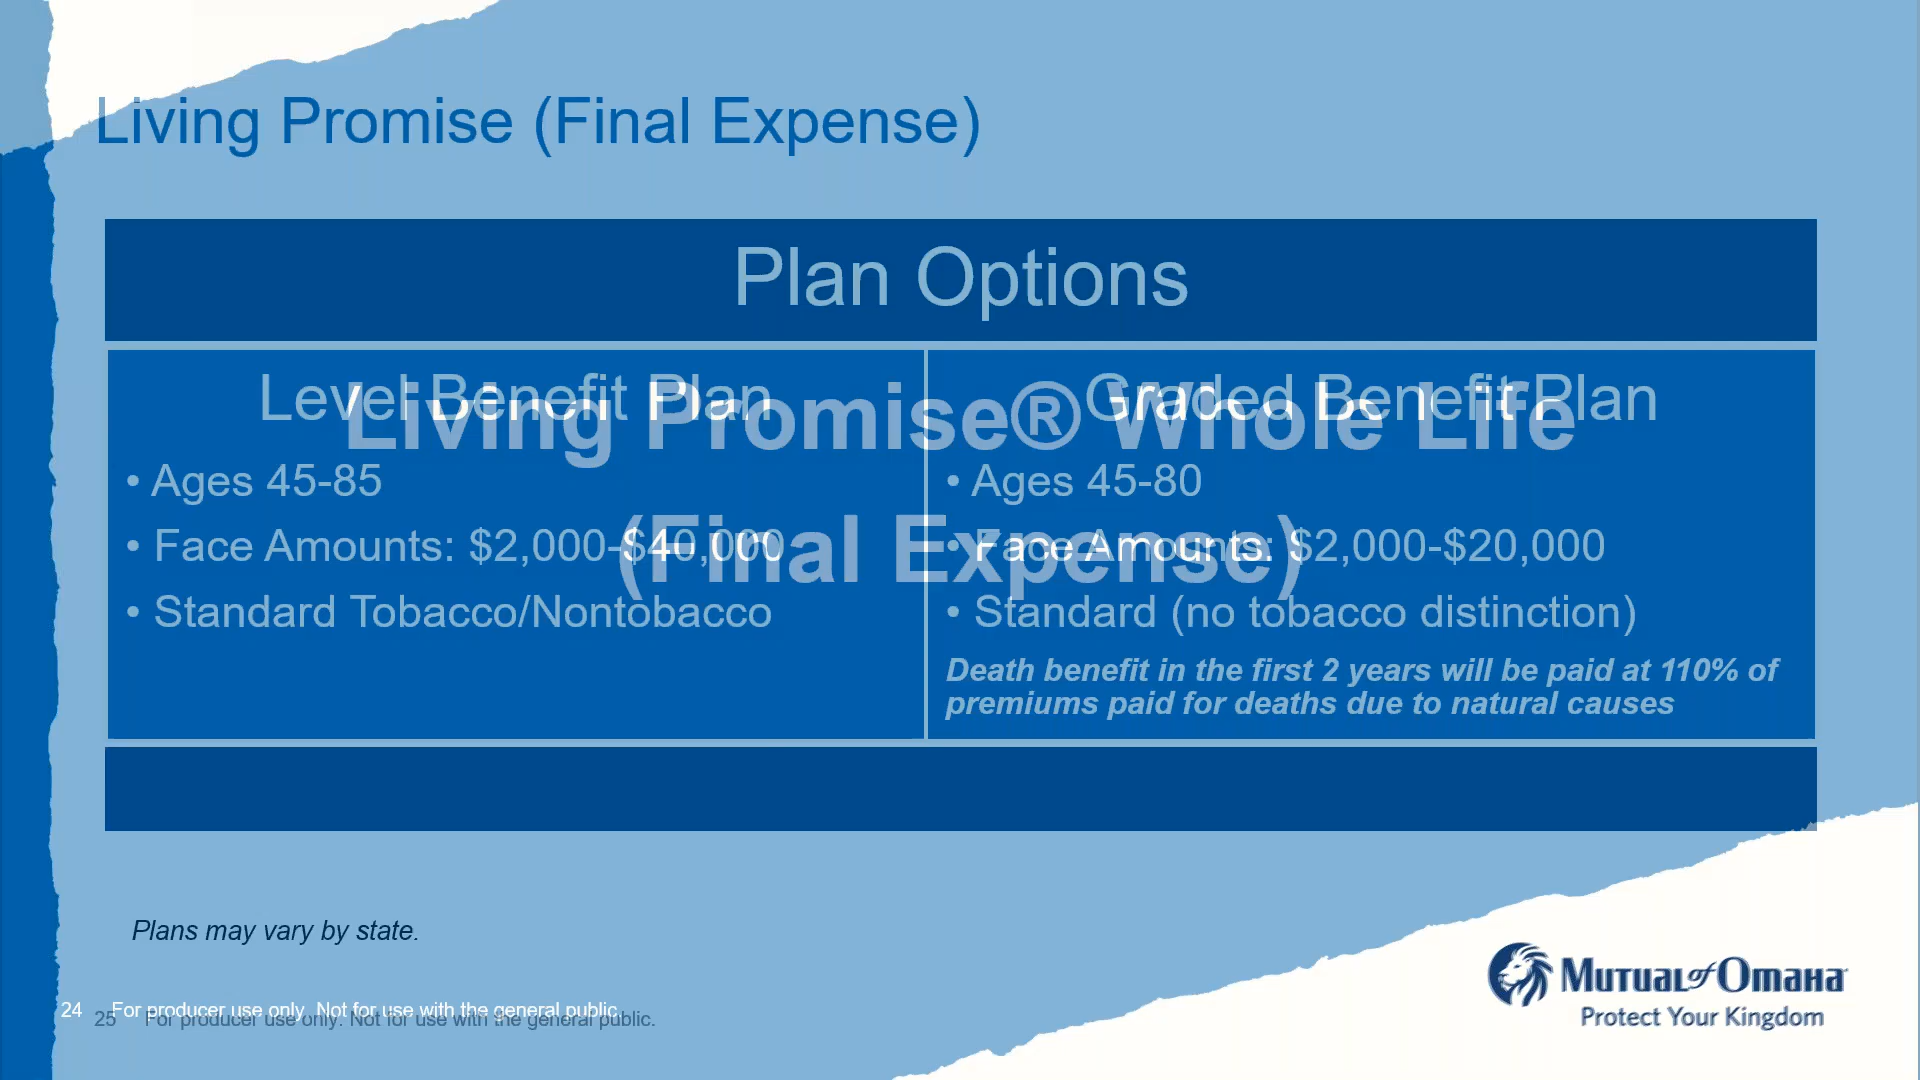 Living Promise (Final Expense)
Plan Options
Level Benefit Plan
• Ages 45-85
• Face Amounts: $2,000-$40,000
• Standard Tobacco/Nontobacco
Graded Benefit Plan
• Ages 45-80
• Face Amounts: $2,000-$20,000
• Standard (no tobacco distinction)
Death benefit in the first 2 years will be paid at 110% of
premiums paid for deaths due to natural causes
Living Promise® Whole Life
(Final Expense)
Plans may vary by state.
24 For producer use only. Not for use with the general public.
25 For producer use only. Not for use with the general public.
Mutual of Omaha
Protect Your Kingdom